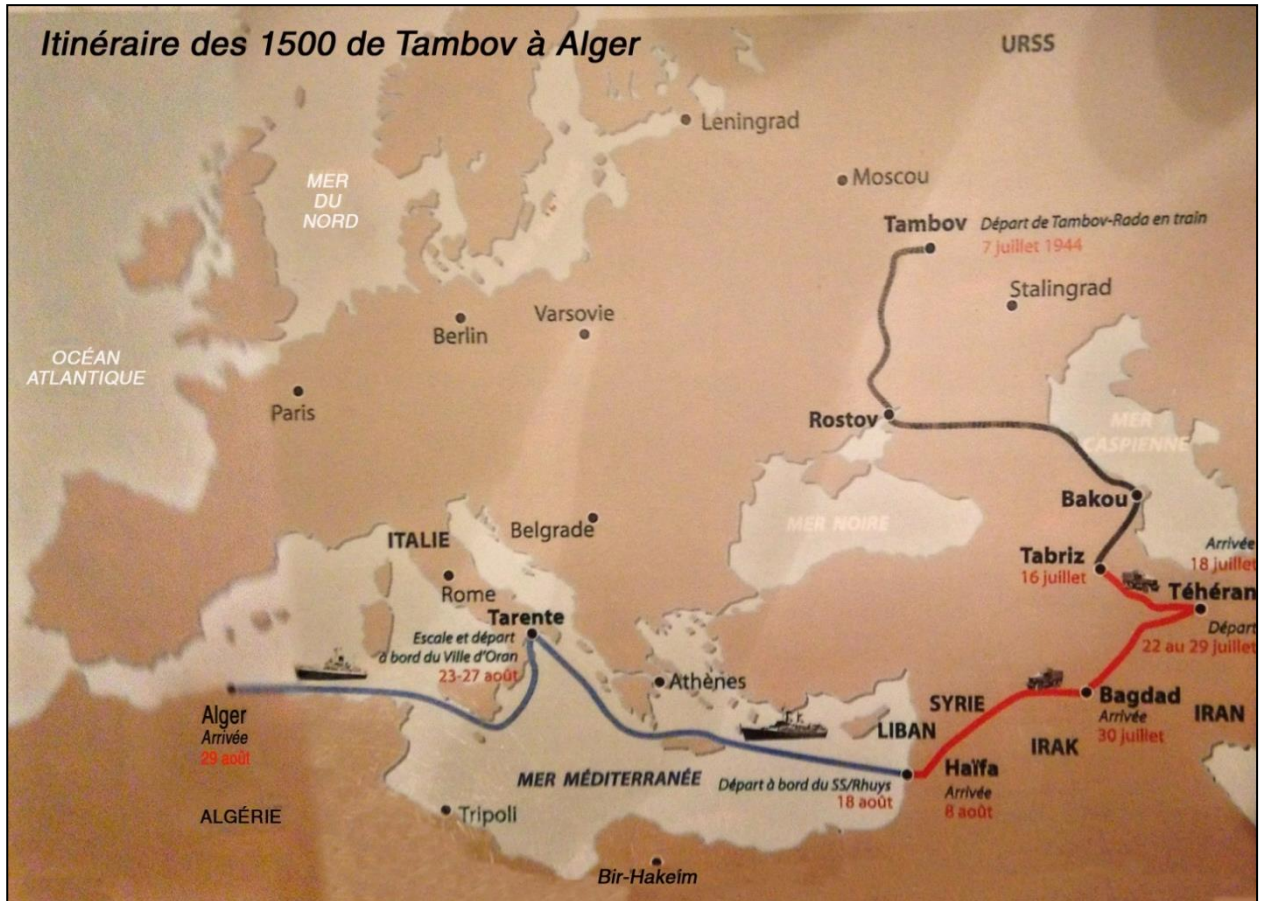 Itinéraire des 1500 de Tambov à Alger
URSS
Leningrad
Moscou
MER
DU
NORD
Tambov
Départ de Tambov-Rada en train
7 juillet 1944
Stalingrad
Varsovie
Berlin
OCÉAN
ATLANTIQUE
Paris
Rostov
MER
CASPIENNE
Bakou
MER NOIRE
Belgrade
ITALIE
Rome
Tabriz
16 juillet
Arrivée
18 juillet
Téhéran
Départ
22 au 29 juillet
Tarente
Escale et départ
à bord du Ville d'Oran
23-27 août
Athènes
SYRIE
LIBAN
Bagdad
Arrivée
30 juillet
IRAN
IRAK
Alger
Arrivée
29 août
MER MÉDITERRANÉE
Départ à bord du SS/Rhuys
18 août
Haïfa
Arrivée
8 août
ALGÉRIE
Tripoli
Bir-Hakeim